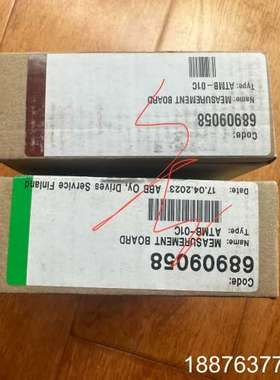 Code:
68909058
Name: MEASUREMENT BOARD
Type: ATMB-01C
Code:
68909058
Name: MEASUREMENT BOARD
Type: ATMB-01C
Date: 17.04.2023 ABB Oy, Drives Service Finland
18876377